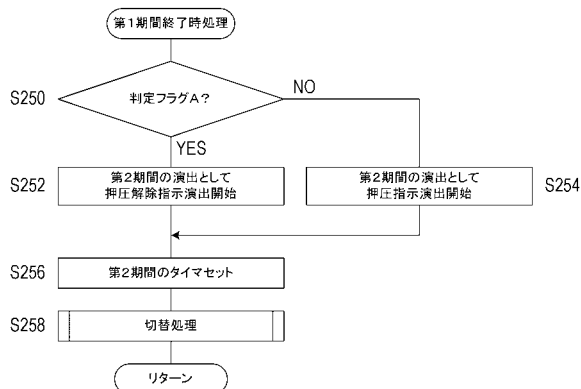 第1期間終了時処理
S250
判定フラグA?
NO
YES
S252
第2期間の演出として
押圧解除指示演出開始
第2期間の演出として
押圧指示演出開始
S254
S256
第2期間のタイマセット
S258
切替処理
リターン